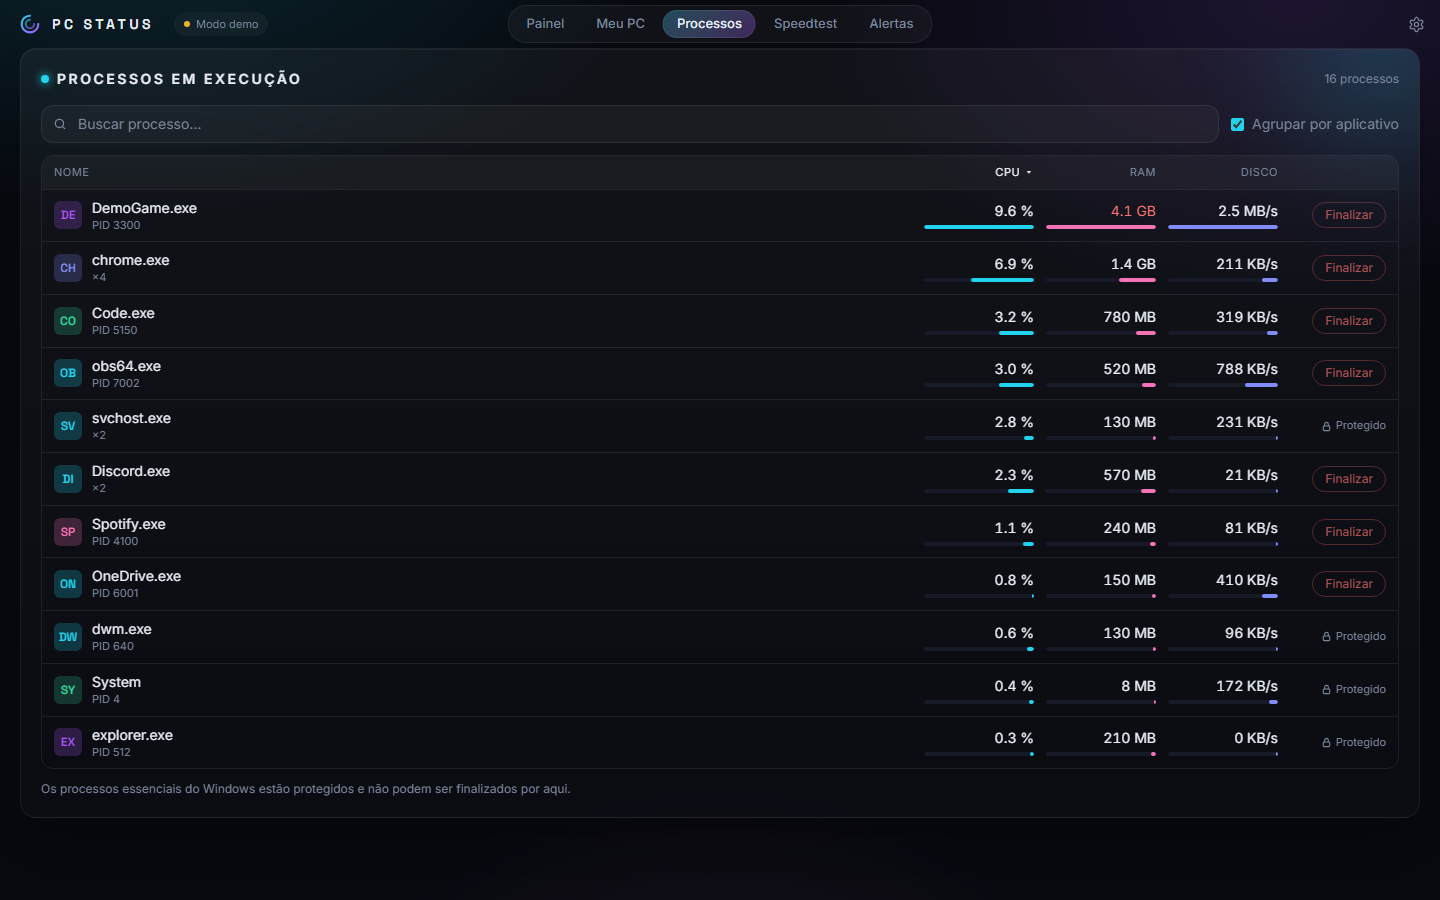 PC STATUS
Modo demo
Painel
Meu PC
Processos
Speedtest
Alertas
PROCESSOS EM EXECUÇÃO
16 processos
Buscar processo...
Agrupar por aplicativo
NOME CPU RAM DISCO
DE DemoGame.exe 9.6 % 4.1 GB 2.5 MB/s Finalizar
PID 3300
CH chrome.exe 6.9 % 1.4 GB 211 KB/s Finalizar
×4
CO Code.exe 3.2 % 780 MB 319 KB/s Finalizar
PID 5150
OB obs64.exe 3.0 % 520 MB 788 KB/s Finalizar
PID 7002
SV svchost.exe 2.8 % 130 MB 231 KB/s Protegido
×2
DI Discord.exe 2.3 % 570 MB 21 KB/s Finalizar
×2
SP Spotify.exe 1.1 % 240 MB 81 KB/s Finalizar
PID 4100
ON OneDrive.exe 0.8 % 150 MB 410 KB/s Finalizar
PID 6001
DW dwm.exe 0.6 % 130 MB 96 KB/s Protegido
PID 640
SY System 0.4 % 8 MB 172 KB/s Protegido
PID 4
EX explorer.exe 0.3 % 210 MB 0 KB/s Protegido
PID 512
Os processos essenciais do Windows estão protegidos e não podem ser finalizados por aqui.